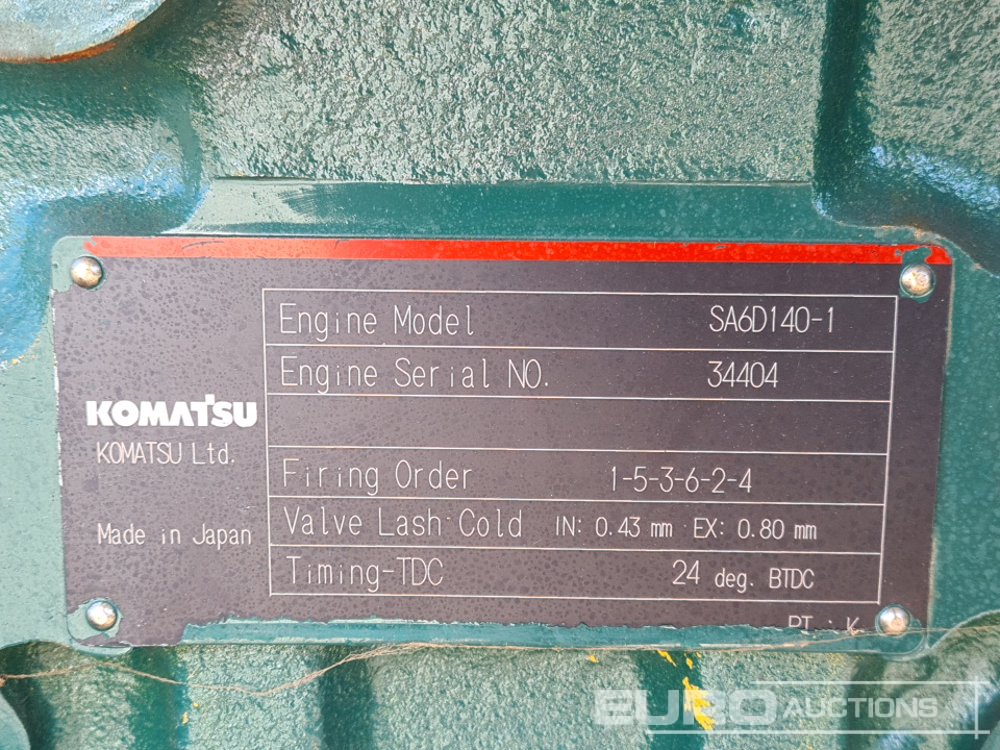 KOMATSU
KOMATSU Ltd.
Made in Japan
Engine Model SA6D140-1
Engine Serial NO. 34404
Firing Order 1-5-3-6-2-4
Valve Lash Cold IN: 0.43 mm EX: 0.80 mm
Timing-TDC 24 deg. BTDC
EURO AUCTIONS